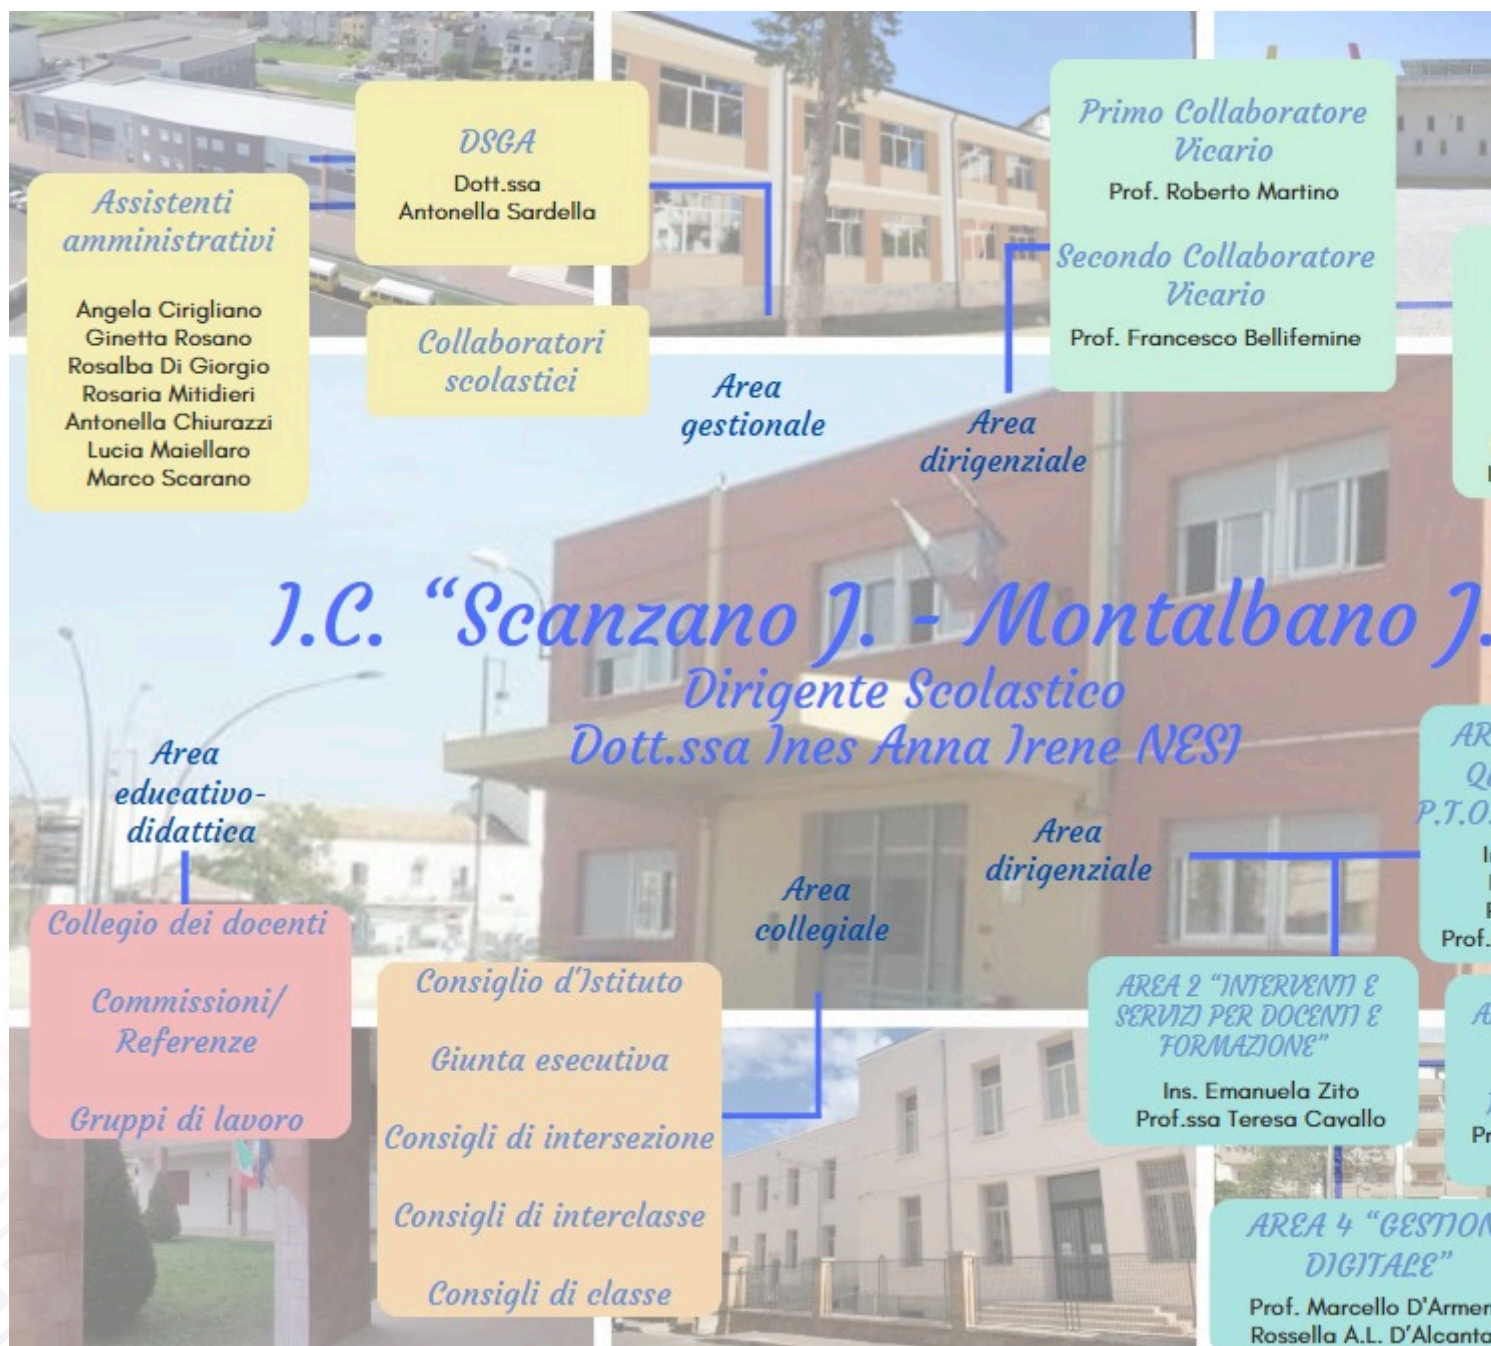 DSGA
Dott.ssa
Antonella Sardella
Assistenti
amministrativi
Angela Cirigliano
Ginetta Rosano
Rosalba Di Giorgio
Rosaria Mitidieri
Antonella Chiurazzi
Lucia Maiellaro
Marco Scarano
Collaboratori
scolastici
Primo Collaboratore
Vicario
Prof. Roberto Martino
Secondo Collaboratore
Vicario
Prof. Francesco Bellifemine
Area
gestionale
Area
dirigenziale
I.C. “Scanzano J. - Montalbano J.
Dirigente Scolastico
Dott.ssa Ines Anna Irene NESI
Area
educativo-
didattica
Collegio dei docenti
Commissioni/
Referenze
Gruppi di lavoro
Area
collegiale
Consiglio d'Istituto
Giunta esecutiva
Consigli di intersezione
Consigli di interclasse
Consigli di classe
Area
dirigenziale
P.T.O.
Prof.
AREA 2 “INTERVENTI E
SERVIZI PER DOCENTI E
FORMAZIONE”
Ins. Emanuela Zito
Prof.ssa Teresa Cavallo
AREA 4 “GESTION
DIGITALE”
Prof. Marcello D'Armen
Rossella A.L. D'Alcanta